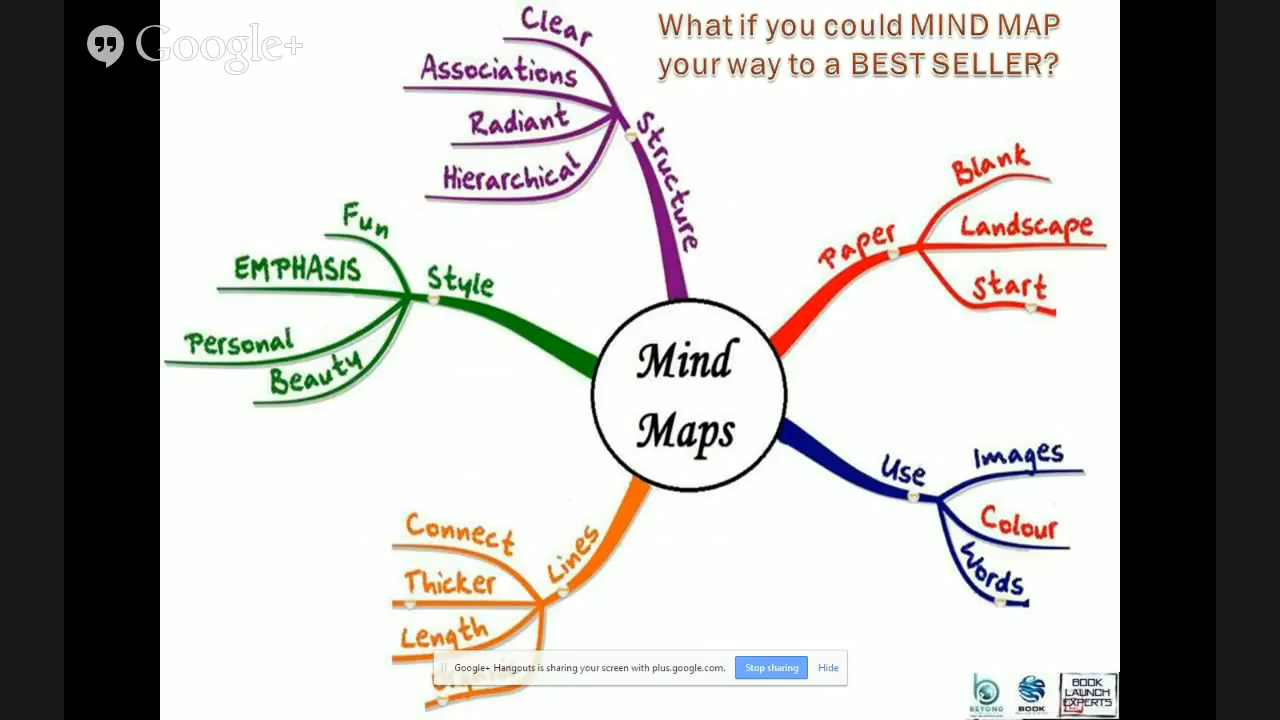 Google+
What if you could MIND MAP
your way to a BEST SELLER?
Clear
Associations
Radiant
Hierarchical
Structure
Blank
Landscape
Start
Paper
Fun
EMPHASIS
Personal
Beauty
Style
Mind
Maps
Images
Colour
Words
Use
Connect
Thicker
Length
Lines
Google+ Hangouts is sharing your screen with plus.google.com.
Stop sharing
Hide
BEYOND
BOOK
BOOK
LAUNCH
EXPERTS